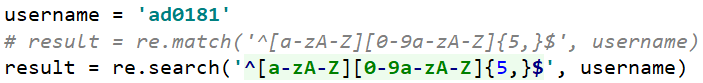 username = 'ad0181'
# result = re.match('^[a-zA-Z][0-9a-zA-Z]{5,}$', username)
result = re.search('^[a-zA-Z][0-9a-zA-Z]{5,}$', username)